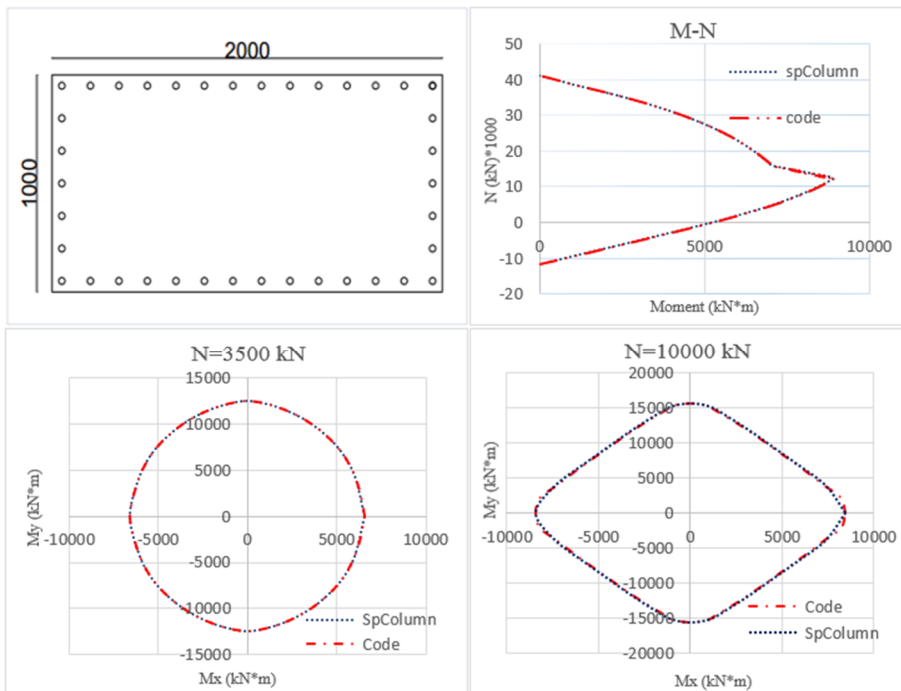 2000
1000
M-N
50
40
30
20
10
0
-10
-20
0
5000
10000
N (kN)*1000
Moment (kN*m)
spColumn
code
N=3500 kN
15000
10000
5000
0
-5000
-10000
-15000
-10000
-5000
0
5000
10000
My (kN*m)
Mx (kN*m)
SpColumn
Code
N=10000 kN
20000
15000
10000
5000
0
-5000
-10000
-15000
-20000
-10000
-5000
0
5000
10000
My (kN*m)
Mx (kN*m)
Code
SpColumn